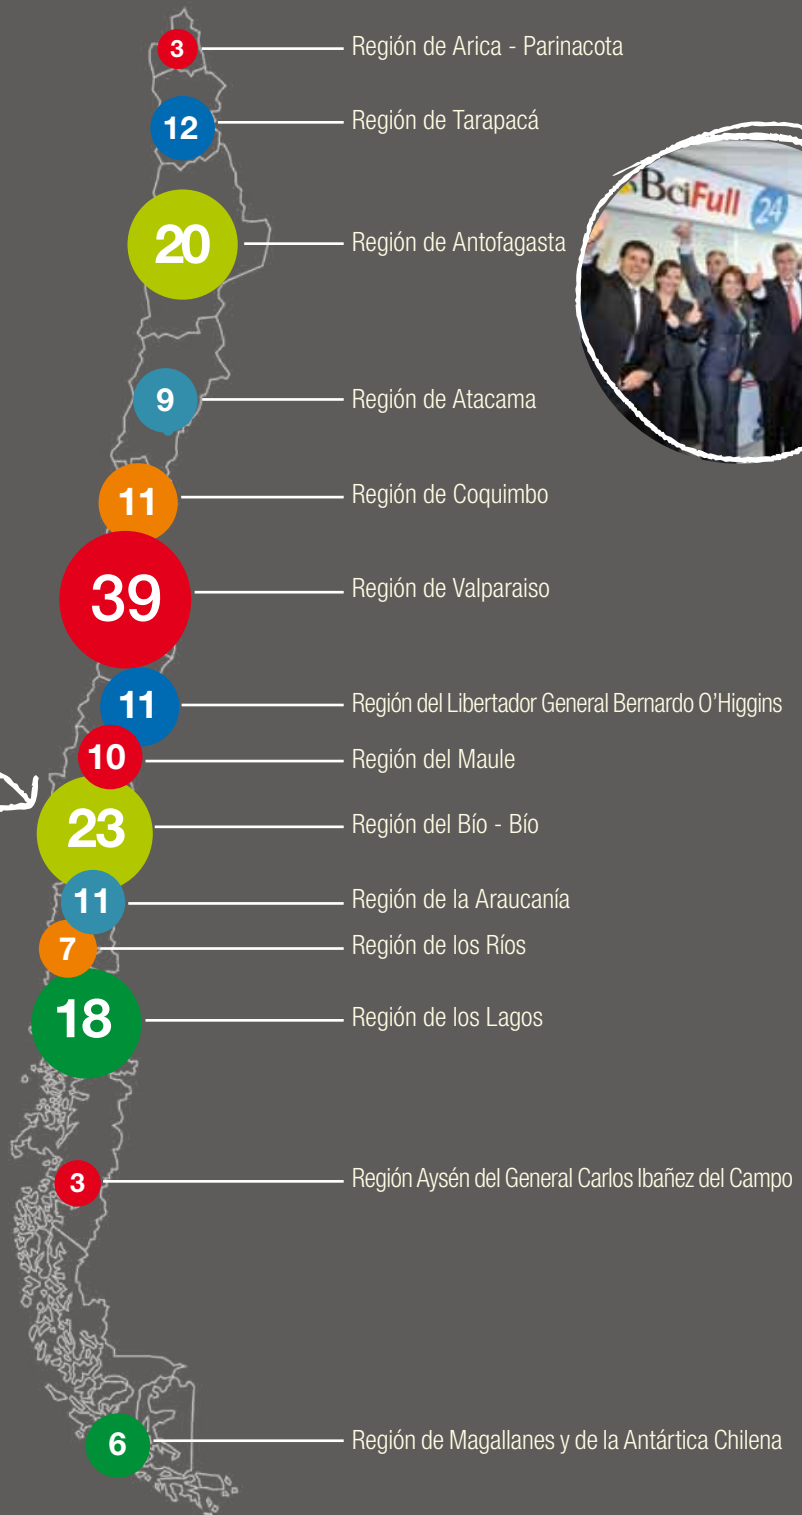 3 Región de Arica - Parinacota
12 Región de Tarapacá
BciFull 24
20 Región de Antofagasta
9 Región de Atacama
11 Región de Coquimbo
39 Región de Valparaiso
11 Región del Libertador General Bernardo O'Higgins
10 Región del Maule
23 Región del Bío - Bío
11 Región de la Araucanía
7 Región de los Ríos
18 Región de los Lagos
3 Región Aysén del General Carlos Ibañez del Campo
6 Región de Magallanes y de la Antártica Chilena